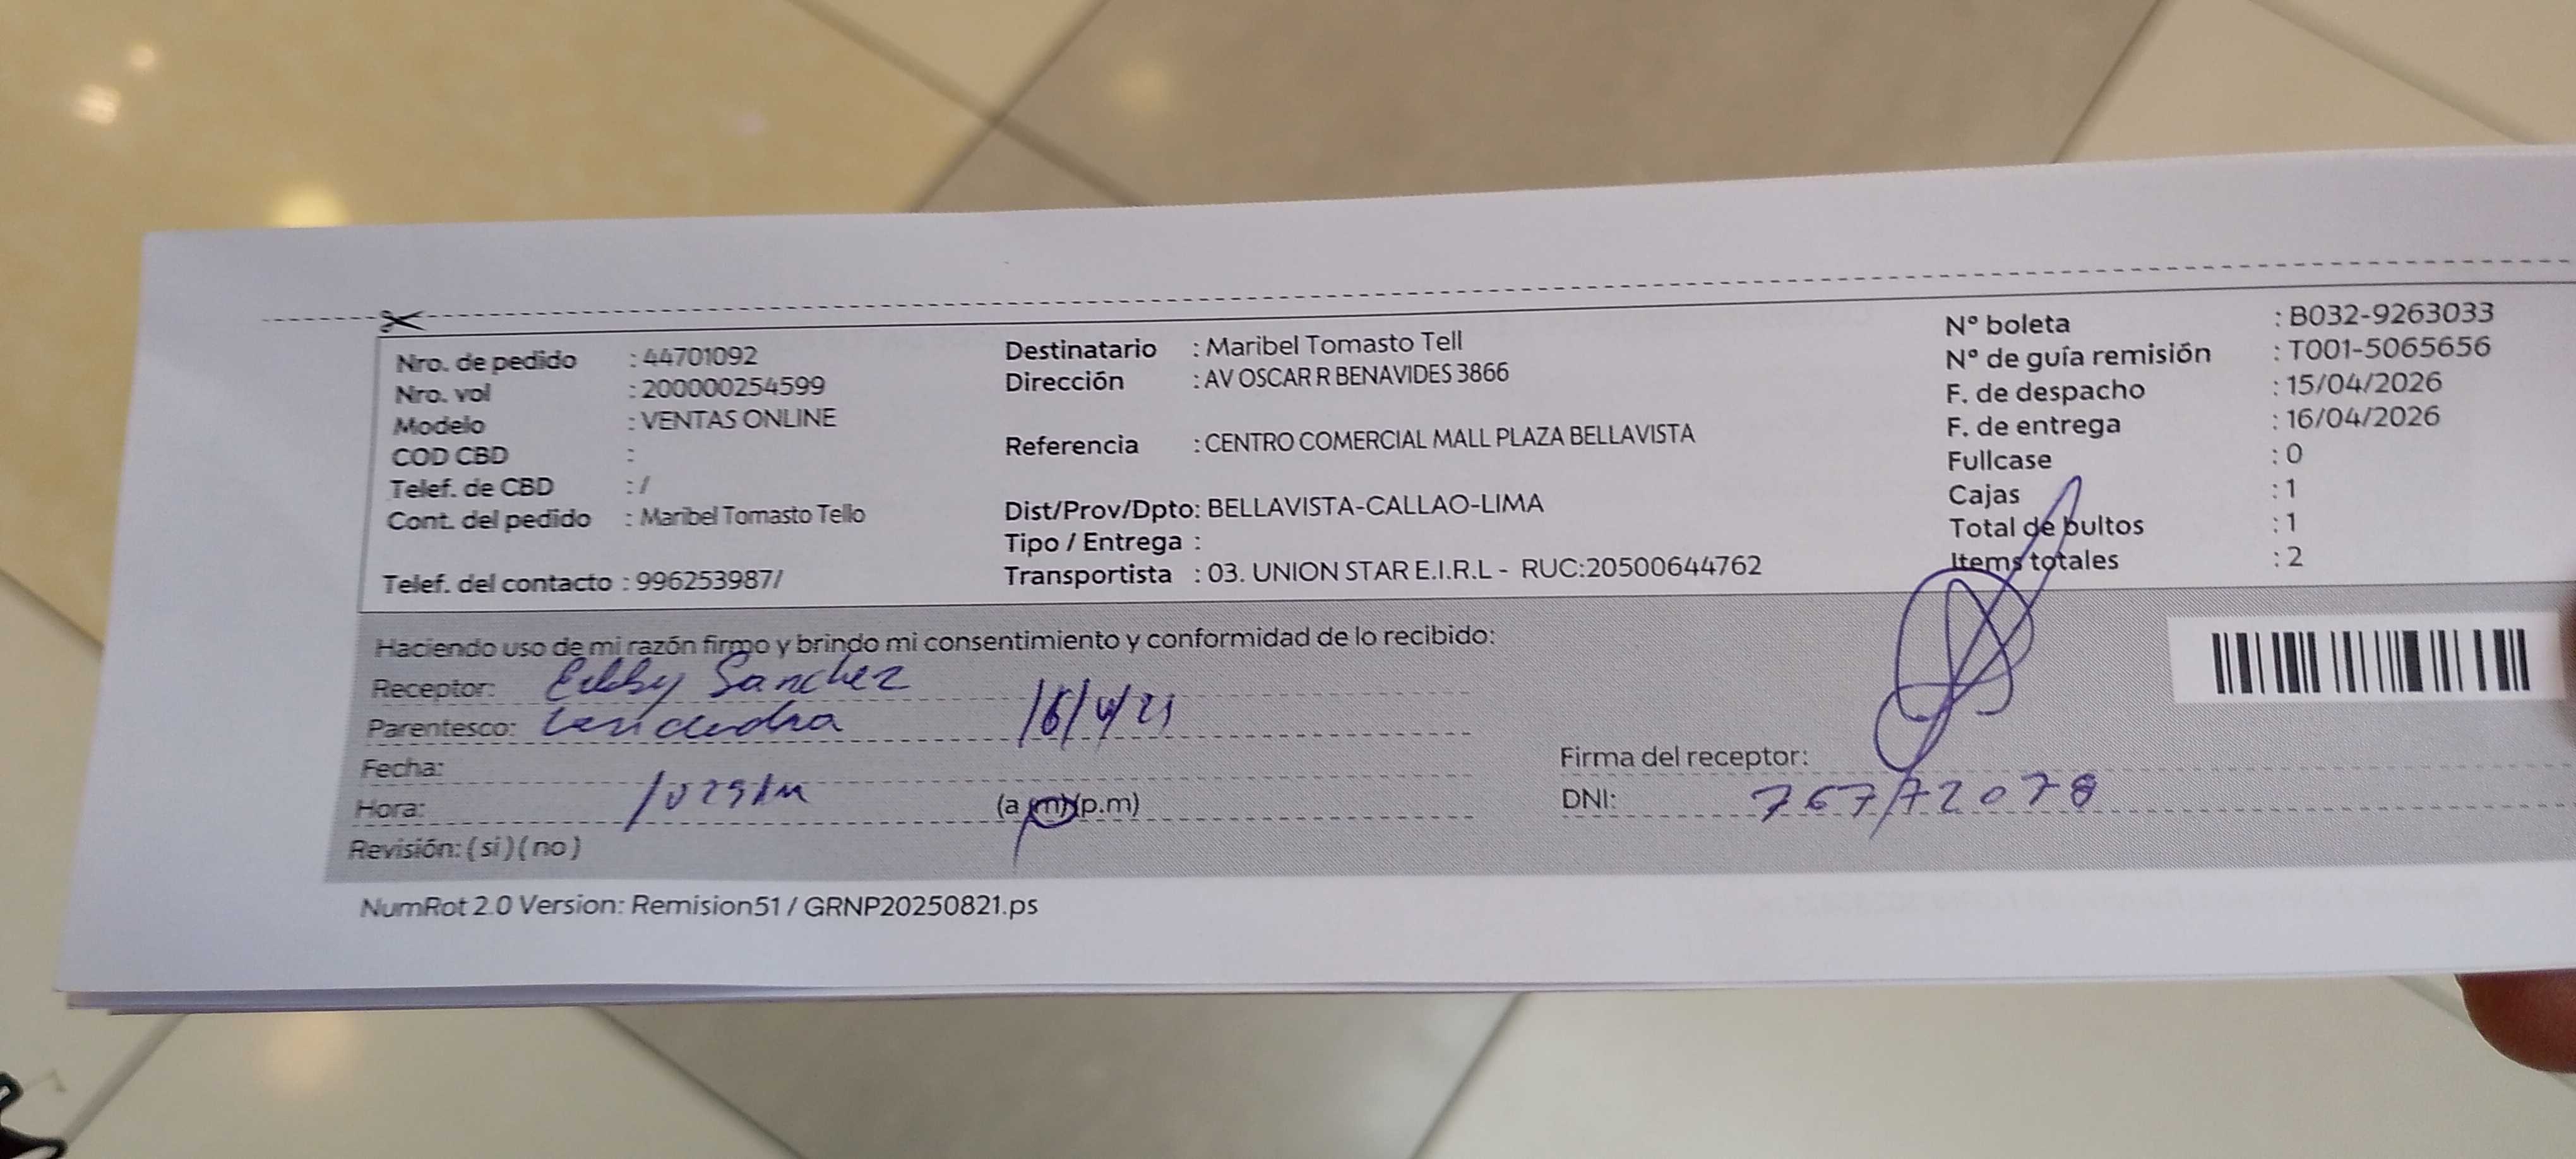 Nro. de pedido : 44701092
Nro. vol : 200000254599
Modelo : VENTAS ONLINE
COD CBD :
Telef. de CBD : /
Cont. del pedido : Maribel Tomasto Tello
Telef. del contacto : 996253987/
Destinatario : Maribel Tomasto Tell
Dirección : AV OSCAR R BENAVIDES 3866
Referencia : CENTRO COMERCIAL MALL PLAZA BELLAVISTA
Dist/Prov/Dpto: BELLAVISTA-CALLAO-LIMA
Tipo / Entrega :
Transportista : 03. UNION STAR E.I.R.L - RUC:20500644762
N° boleta : B032-9263033
N° de guía remisión : T001-5065656
F. de despacho : 15/04/2026
F. de entrega : 16/04/2026
Fullcase : 0
Cajas : 1
Total de bultos : 1
Items totales : 2
Haciendo uso de mi razón firmo y brindo mi consentimiento y conformidad de lo recibido:
Receptor: Sanchez
Parentesco:
Fecha:
Hora: (a.m)(p.m)
Revisión: ( si ) ( no )
Firma del receptor:
DNI:
NumRot 2.0 Version: Remision51 / GRNP20250821.ps